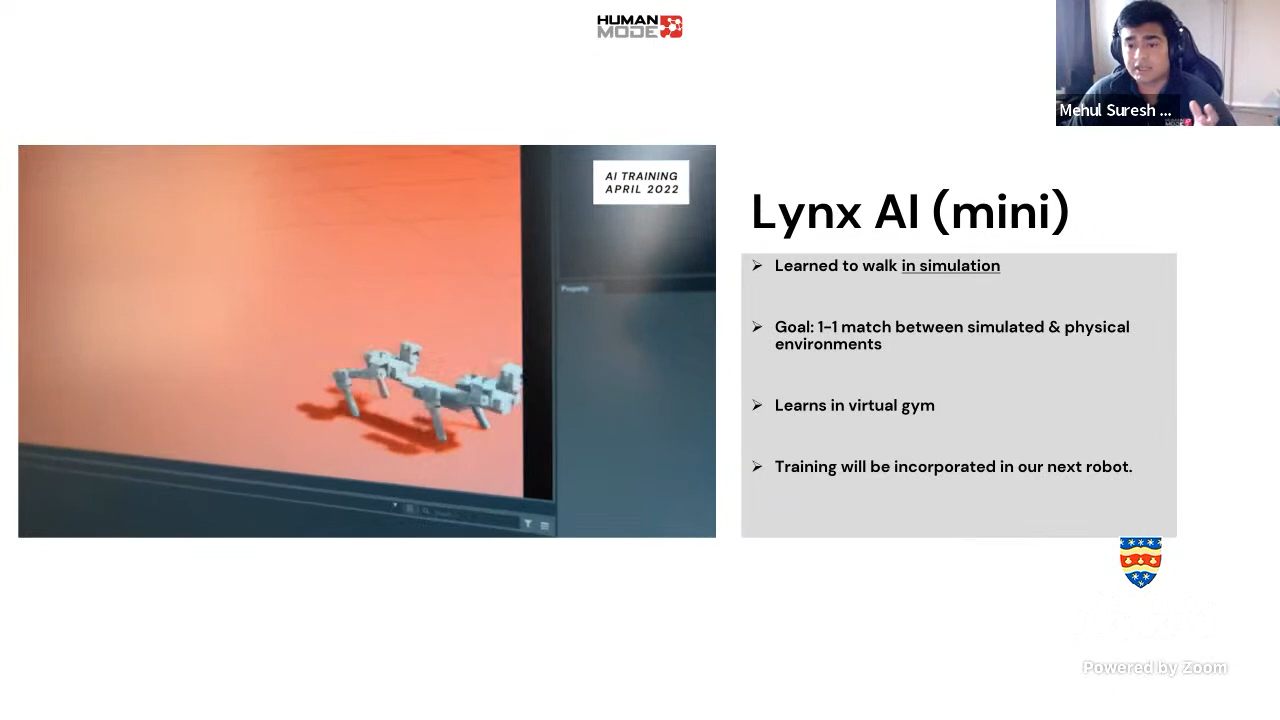 HUMAN
MODE
Mehul Suresh ...
AI TRAINING
APRIL 2022
Property
Lynx AI (mini)
➢ Learned to walk in simulation
➢ Goal: 1-1 match between simulated & physical
environments
➢ Learns in virtual gym
➢ Training will be incorporated in our next robot.
Powered by Zoom